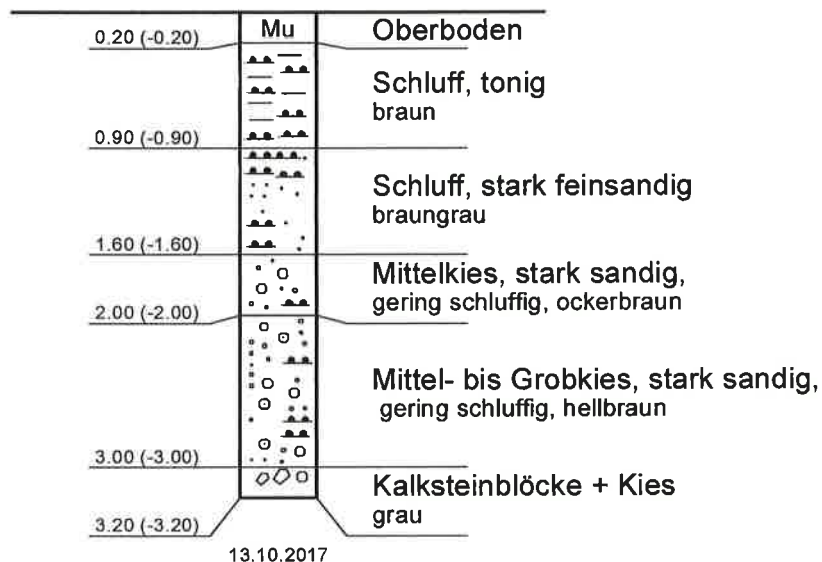 Mu Oberboden
0.20 (-0.20)
Schluff, tonig
braun
0.90 (-0.90)
Schluff, stark feinsandig
braungrau
1.60 (-1.60)
Mittelkies, stark sandig,
gering schluffig, ockerbraun
2.00 (-2.00)
Mittel- bis Grobkies, stark sandig,
gering schluffig, hellbraun
3.00 (-3.00)
Kalksteinblöcke + Kies
grau
3.20 (-3.20)
13.10.2017